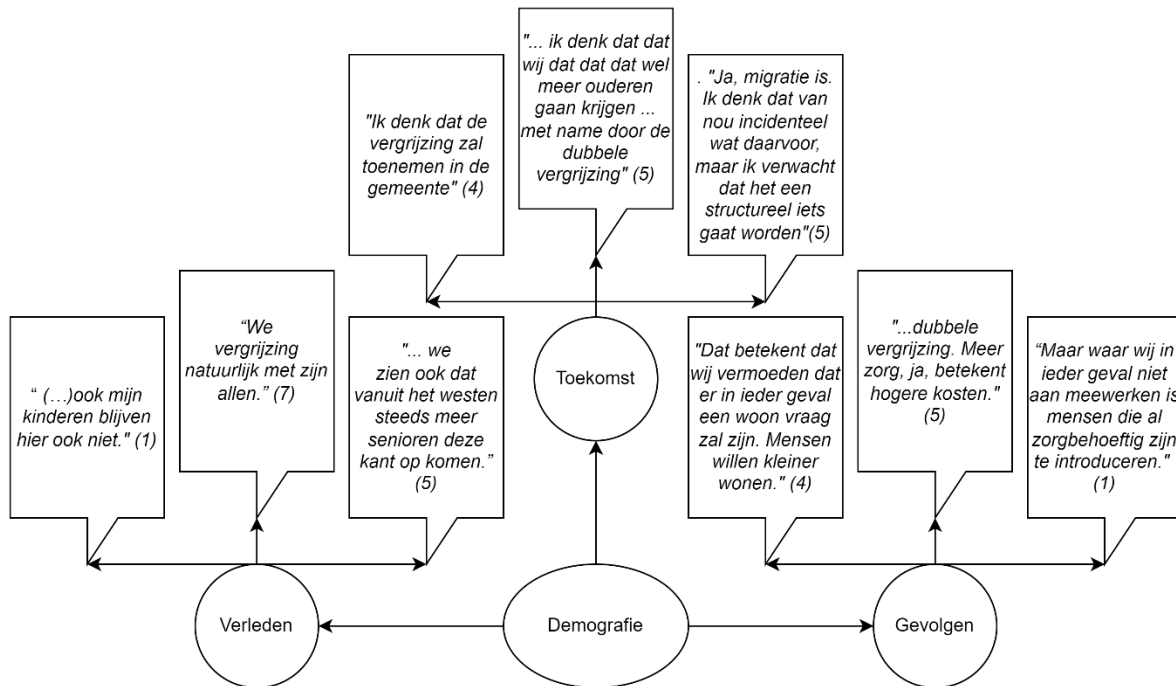 "... ik denk dat dat
wij dat dat dat wel
meer ouderen
gaan krijgen ...
met name door de
dubbele
vergrijzing" (5)
"Ik denk dat de
vergrijzing zal
toenemen in de
gemeente" (4)
. "Ja, migratie is.
Ik denk dat van
nou incidenteel
wat daarvoor,
maar ik verwacht
dat het een
structureel iets
gaat worden"(5)
“ (…)ook mijn
kinderen blijven
hier ook niet." (1)
“We
vergrijzing
natuurlijk met zijn
allen.” (7)
"... we
zien ook dat
vanuit het westen
steeds meer
senioren deze
kant op komen.”
(5)
Toekomst
"Dat betekent dat
wij vermoeden dat
er in ieder geval
een woon vraag
zal zijn. Mensen
willen kleiner
wonen." (4)
"...dubbele
vergrijzing. Meer
zorg, ja, betekent
hogere kosten."
(5)
“Maar waar wij in
ieder geval niet
aan meewerken is
mensen die al
zorgbehoeftig zijn
te introduceren."
(1)
Verleden
Demografie
Gevolgen